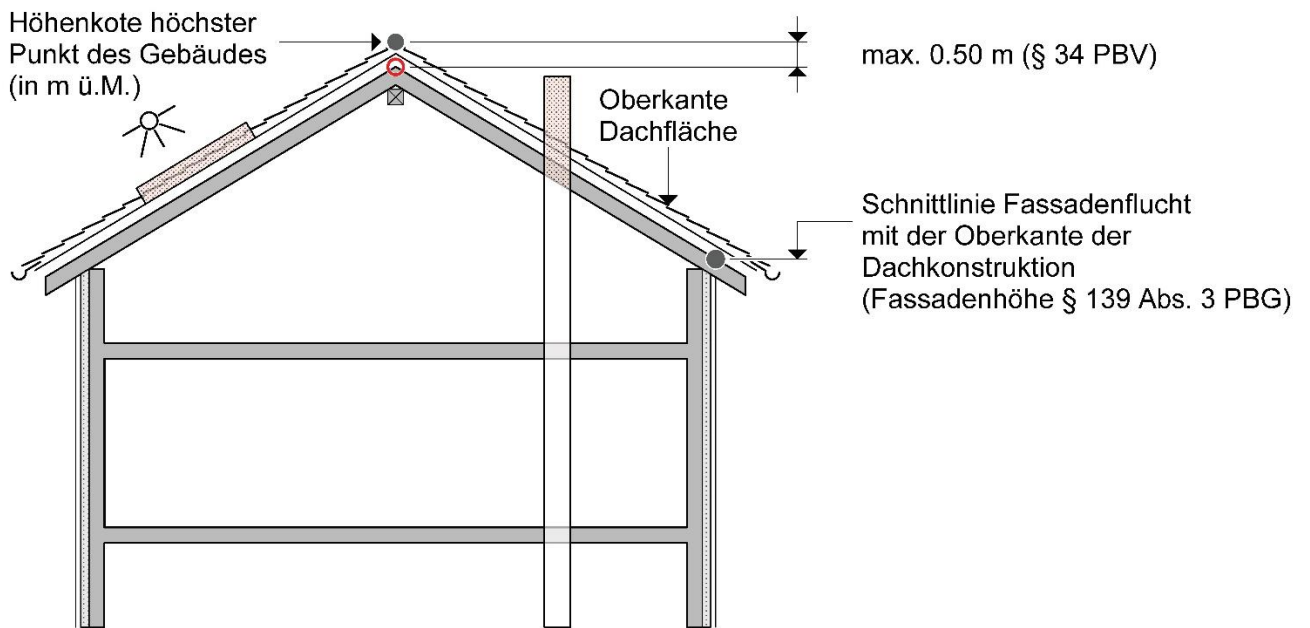 Höhenkote höchster
Punkt des Gebäudes
(in m ü.M.)
max. 0.50 m (§ 34 PBV)
Oberkante
Dachfläche
Schnittlinie Fassadenflucht
mit der Oberkante der
Dachkonstruktion
(Fassadenhöhe § 139 Abs. 3 PBG)